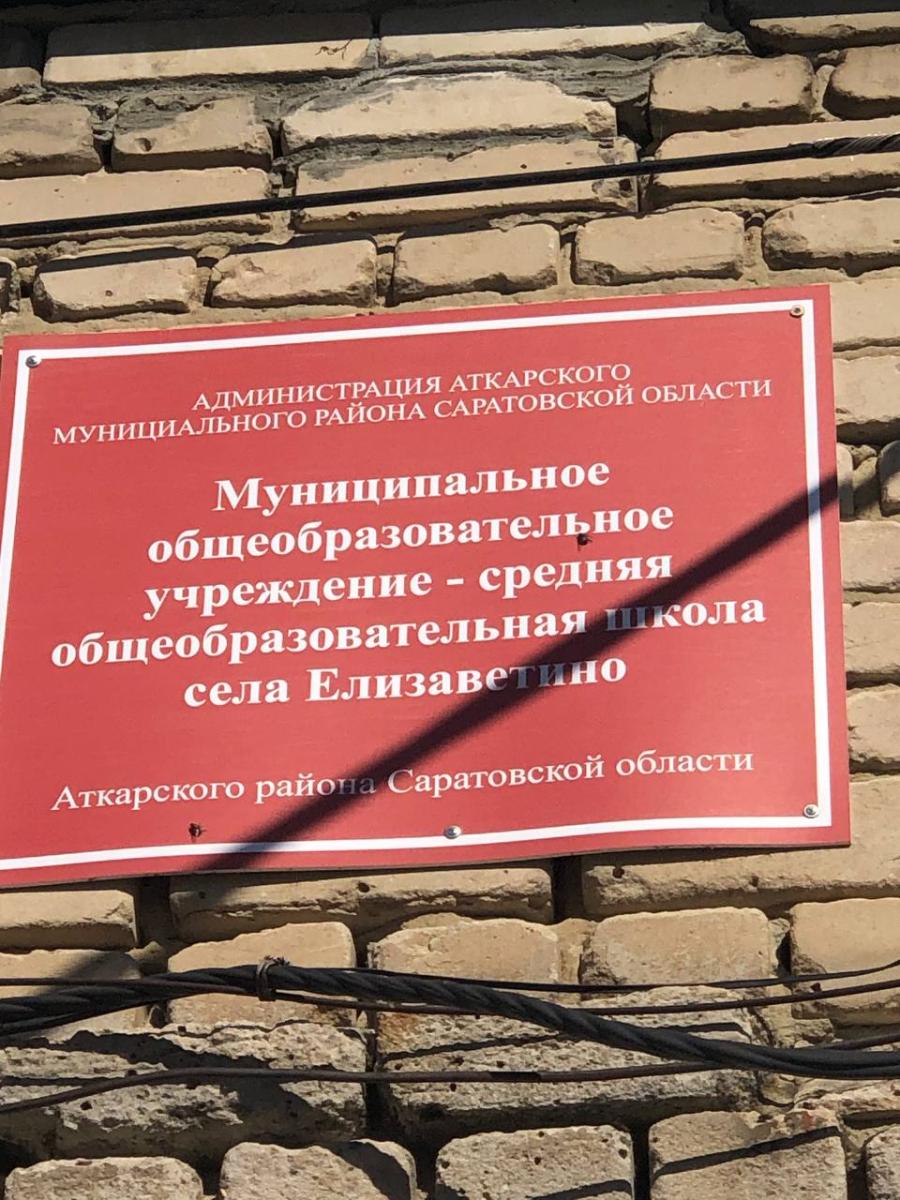 АДМИНИСТРАЦИЯ АТКАРСКОГО
МУНИЦИАЛЬНОГО РАЙОНА САРАТОВСКОЙ ОБЛАСТИ
Муниципальное
общеобразовательное
учреждение - средняя
общеобразовательная школа
села Елизаветино
Аткарского района Саратовской области